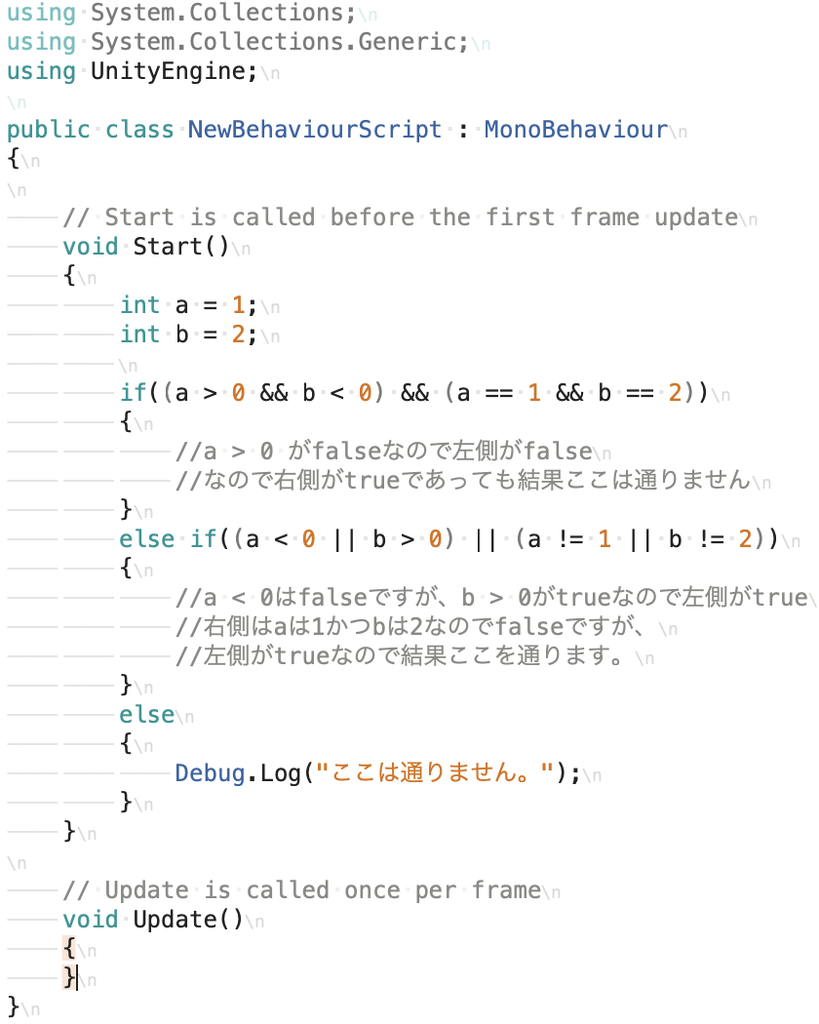 using System.Collections;\n
using System.Collections.Generic;\n
using UnityEngine;\n
\n
public class NewBehaviourScript : MonoBehaviour\n
{\n
\n
// Start is called before the first frame update\n
void Start()\n
{\n
int a = 1;\n
int b = 2;\n
\n
if((a > 0 && b < 0) && (a == 1 && b == 2))\n
{\n
//a > 0 がfalseなので左側がfalse\n
//なので右側がtrueであっても結果ここは通りません\n
}\n
else if((a < 0 || b > 0) || (a != 1 || b != 2))\n
{\n
//a < 0はfalseですが、b > 0がtrueなので左側がtrue\
//右側はaは1かつbは2なのでfalseですが、\n
//左側がtrueなので結果ここを通ります。\n
}\n
else\n
{\n
Debug.Log("ここは通りません。");\n
}\n
}\n
\n
// Update is called once per frame\n
void Update()\n
{\n
}\n
}\n